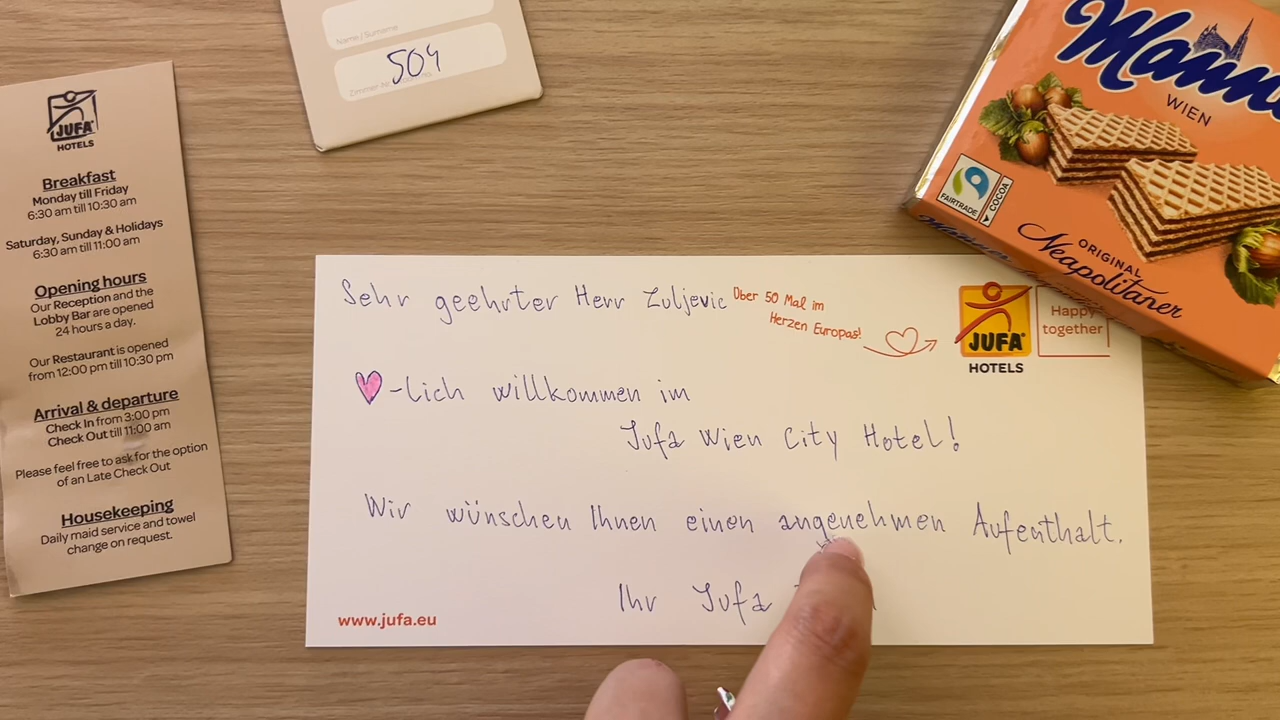 JUFA
HOTELS
Breakfast
Monday till Friday
6:30 am till 10:30 am
Saturday, Sunday & Holidays
6:30 am till 11:00 am
Opening hours
Our Reception and the
Lobby Bar are opened
24 hours a day.
Our Restaurant is opened
from 12:00 pm till 10:30 pm
Arrival & departure
Check In from 3:00 pm
Check Out till 11:00 am
Please feel free to ask for the option
of an Late Check Out
Housekeeping
Daily maid service and towel
change on request.
Name / Surname
504
Zimmer-Nr.
WIEN
FAIRTRADE
COCOA
ORIGINAL
Neapolitaner
Sehr geehrter Herr Zuljevic
Über 50 Mal im
Herzen Europas!
JUFA
HOTELS
Happy
together
-lich willkommen im
Jufa Wien City Hotel!
Wir wünschen Ihnen einen angenehmen Aufenthalt.
Ihr Jufa
www.jufa.eu